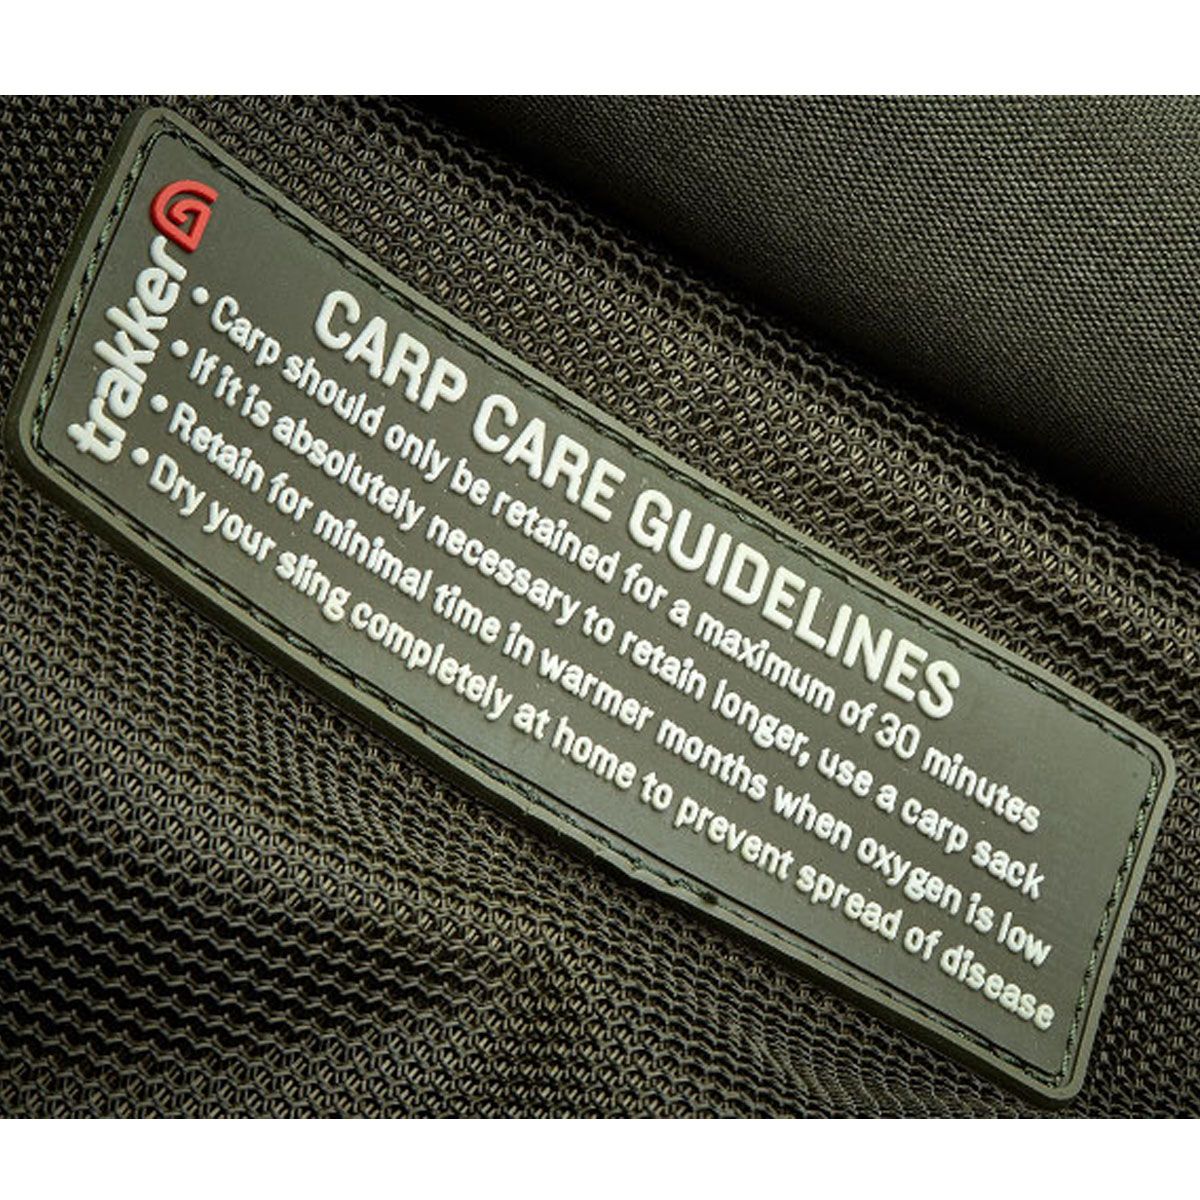 trakker
CARP CARE GUIDELINES
• Carp should only be retained for a maximum of 30 minutes
• If it is absolutely necessary to retain longer, use a carp sack
• Retain for minimal time in warmer months when oxygen is low
• Dry your sling completely at home to prevent spread of disease